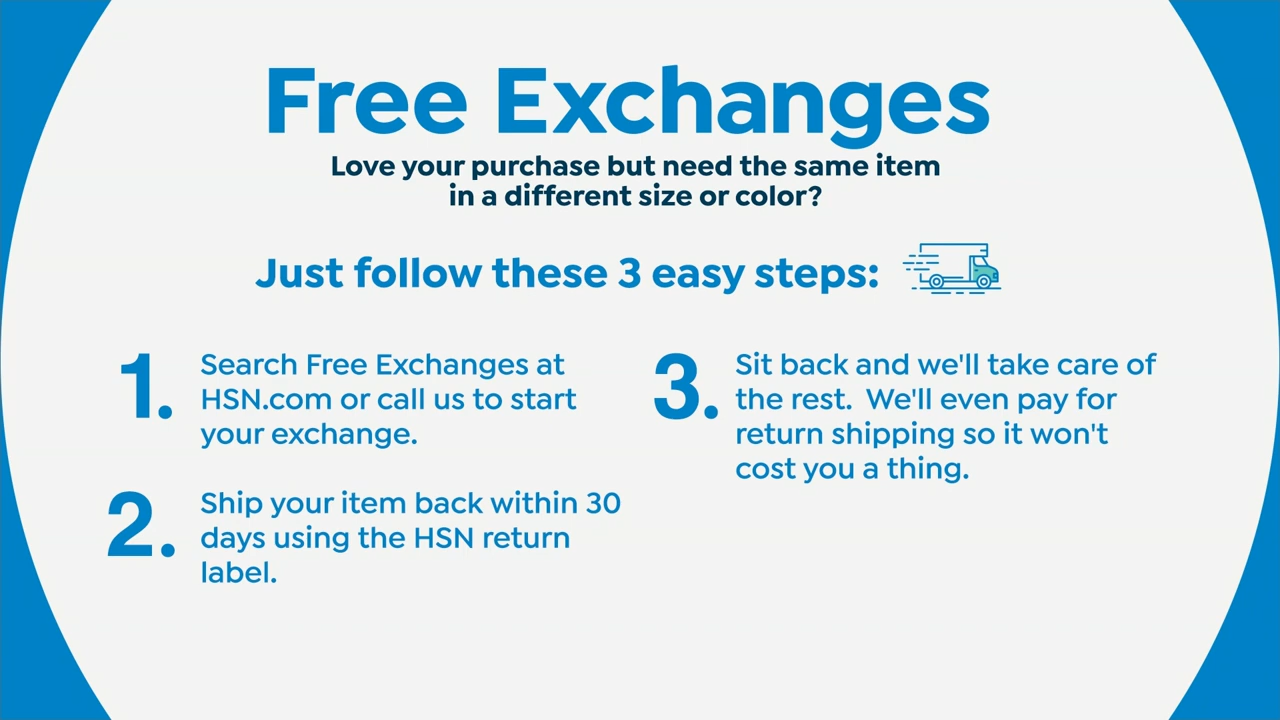 Free Exchanges
Love your purchase but need the same item
in a different size or color?
Just follow these 3 easy steps:
1. Search Free Exchanges at
HSN.com or call us to start
your exchange.
2. Ship your item back within 30
days using the HSN return
label.
3. Sit back and we'll take care of
the rest.  We'll even pay for
return shipping so it won't
cost you a thing.